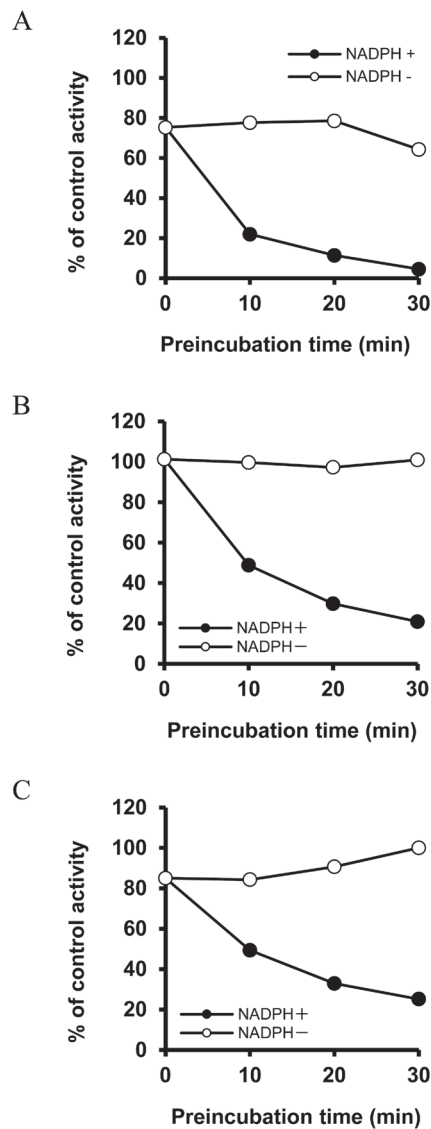 A
120
100
80
60
40
20
0
% of control activity
NADPH +
NADPH -
0 10 20 30
Preincubation time (min)
B
120
100
80
60
40
20
0
% of control activity
NADPH+
NADPH−
0 10 20 30
Preincubation time (min)
C
120
100
80
60
40
20
0
% of control activity
NADPH+
NADPH−
0 10 20 30
Preincubation time (min)